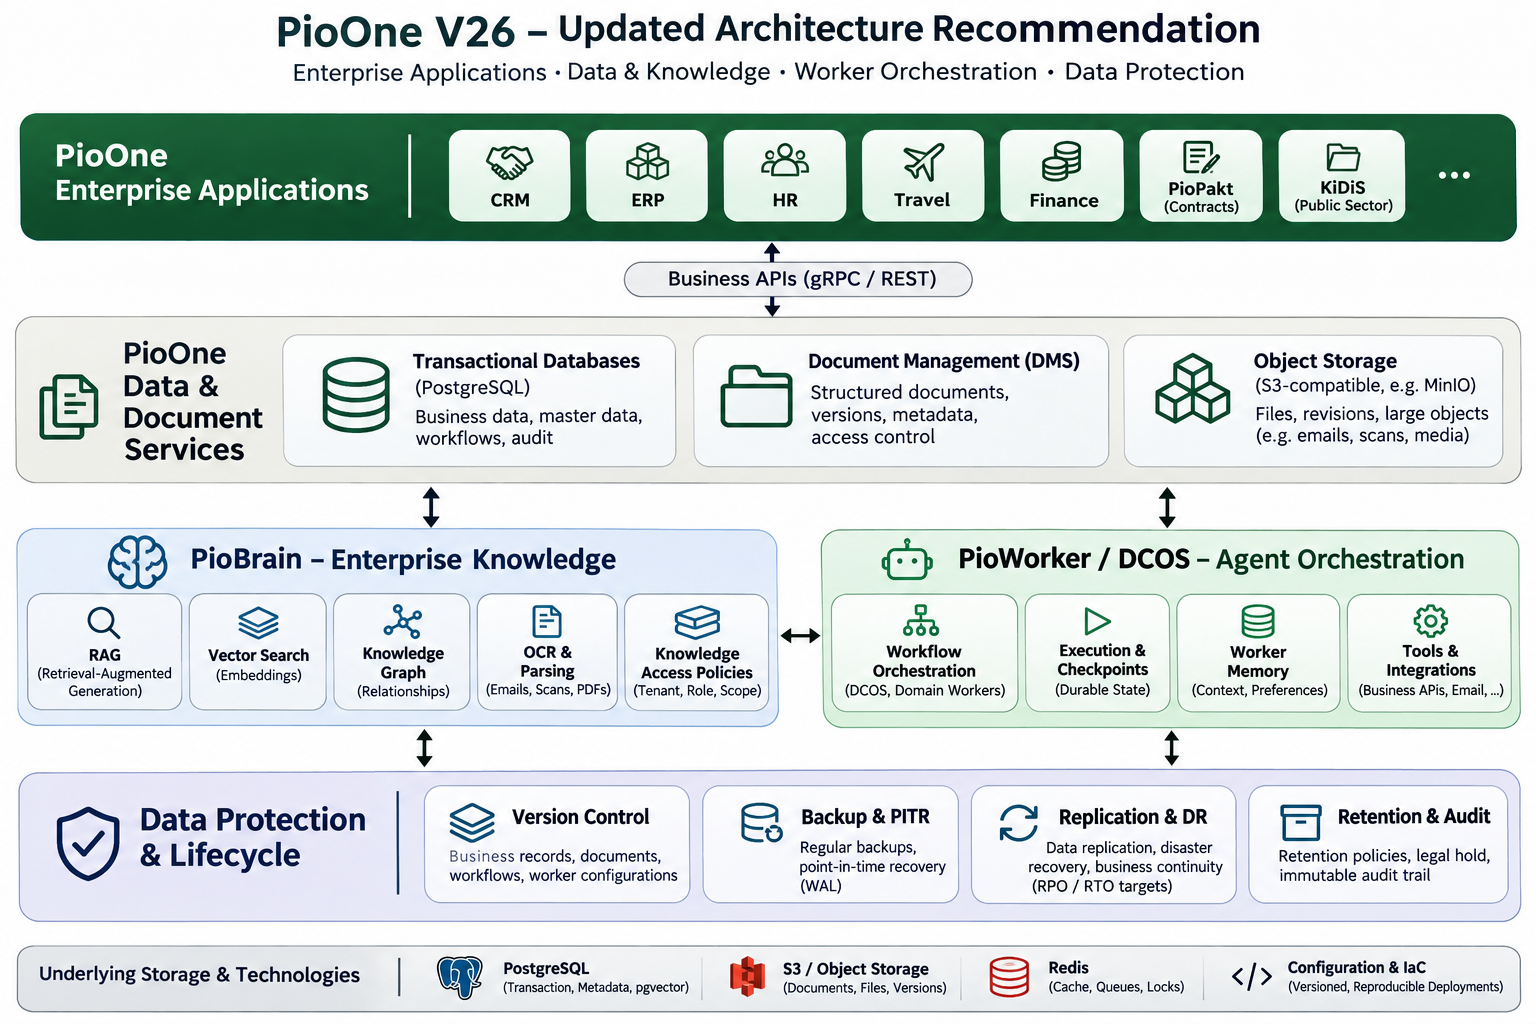 PioOne V26 – Updated Architecture Recommendation
Enterprise Applications · Data & Knowledge · Worker Orchestration · Data Protection
PioOne
Enterprise Applications
CRM
ERP
HR
Travel
Finance
PioPakt
(Contracts)
KiDiS
(Public Sector)
...
Business APIs (gRPC / REST)
PioOne
Data &
Document
Services
Transactional Databases
(PostgreSQL)
Business data, master data,
workflows, audit
Document Management (DMS)
Structured documents,
versions, metadata,
access control
Object Storage
(S3-compatible, e.g. MinIO)
Files, revisions, large objects
(e.g. emails, scans, media)
PioBrain – Enterprise Knowledge
RAG
(Retrieval-Augmented
Generation)
Vector Search
(Embeddings)
Knowledge
Graph
(Relationships)
OCR &
Parsing
(Emails, Scans, PDFs)
Knowledge
Access Policies
(Tenant, Role, Scope)
PioWorker / DCOS – Agent Orchestration
Workflow
Orchestration
(DCOS, Domain Workers)
Execution &
Checkpoints
(Durable State)
Worker
Memory
(Context, Preferences)
Tools &
Integrations
(Business APIs, Email, ...)
Data Protection
& Lifecycle
Version Control
Business records, documents,
workflows, worker configurations
Backup & PITR
Regular backups,
point-in-time recovery
(WAL)
Replication & DR
Data replication, disaster
recovery, business continuity
(RPO / RTO targets)
Retention & Audit
Retention policies, legal hold,
immutable audit trail
Underlying Storage & Technologies
PostgreSQL
(Transaction, Metadata, pgvector)
S3 / Object Storage
(Documents, Files, Versions)
Redis
(Cache, Queues, Locks)
</>
Configuration & IaC
(Versioned, Reproducible Deployments)